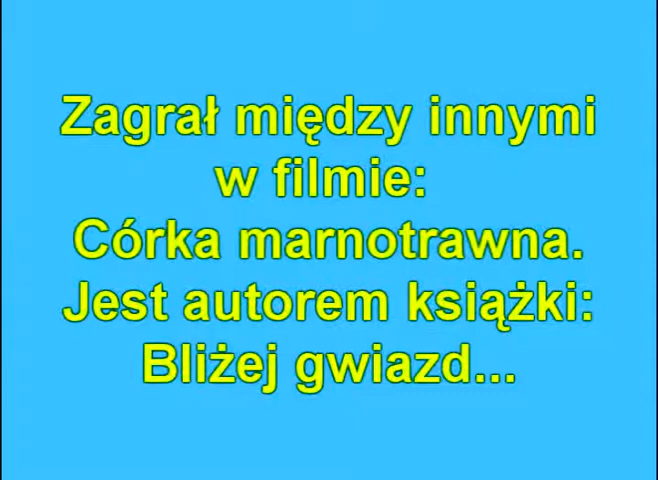 Zagrał między innymi
w filmie:
Córka marnotrawna.
Jest autorem książki:
Bliżej gwiazd...